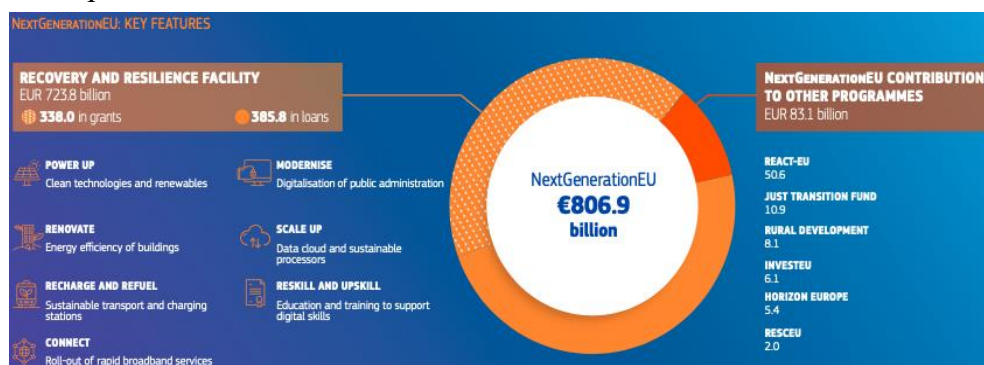 NEXTGENERATIONEU: KEY FEATURES
RECOVERY AND RESILIENCE FACILITY
EUR 723.8 billion
338.0 in grants
385.8 in loans
POWER UP
Clean technologies and renewables
MODERNISE
Digitalisation of public administration
RENOVATE
Energy efficiency of buildings
SCALE UP
Data cloud and sustainable
processors
RECHARGE AND REFUEL
Sustainable transport and charging
stations
RESKILL AND UPSKILL
Education and training to support
digital skills
CONNECT
Roll-out of rapid broadband services
NextGenerationEU
€806.9
billion
NEXTGENERATIONEU CONTRIBUTION
TO OTHER PROGRAMMES
EUR 83.1 billion
REACT-EU
50.6
JUST TRANSITION FUND
10.9
RURAL DEVELOPMENT
8.1
INVESTEU
6.1
HORIZON EUROPE
5.4
RESCEU
2.0